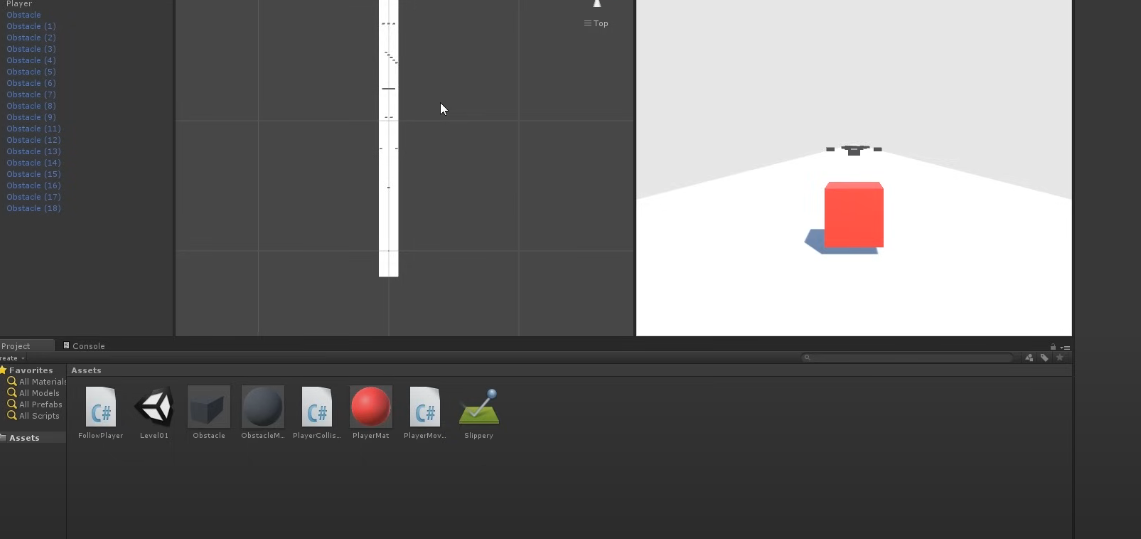 Player
Obstacle
Obstacle (1)
Obstacle (2)
Obstacle (3)
Obstacle (4)
Obstacle (5)
Obstacle (6)
Obstacle (7)
Obstacle (8)
Obstacle (9)
Obstacle (11)
Obstacle (12)
Obstacle (13)
Obstacle (14)
Obstacle (15)
Obstacle (16)
Obstacle (17)
Obstacle (18)
Top
Project
Console
reate
Favorites
All Materials
All Models
All Prefabs
All Scripts
Assets
Assets
C#
C#
C#
FollowPlayer
Level01
Obstacle
ObstacleM...
PlayerCollis...
PlayerMat
PlayerMov...
Slippery